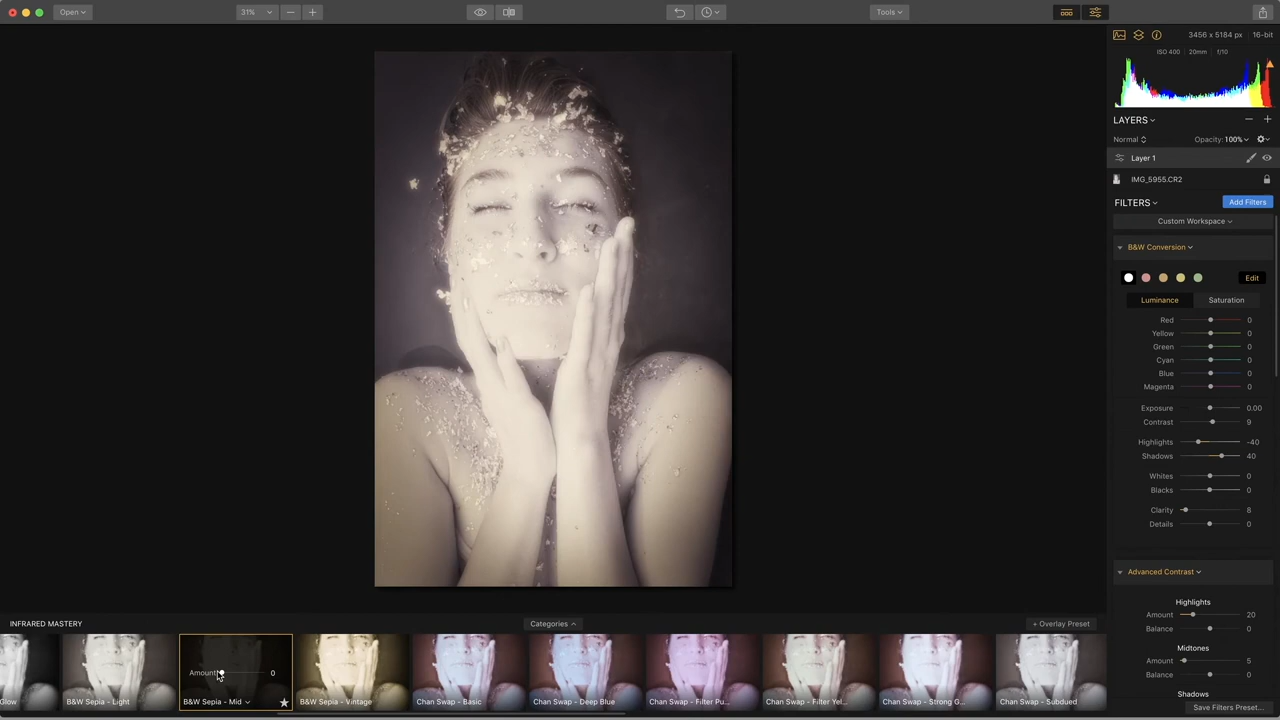 Open
31%
Tools
3456 x 5184 px 16-bit
ISO 400 20mm f/10
LAYERS
Normal Opacity: 100%
Layer 1
IMG_5955.CR2
FILTERS Add Filters
Custom Workspace
B&W Conversion
Edit
Luminance Saturation
Red 0
Yellow 0
Green 0
Cyan 0
Blue 0
Magenta 0
Exposure 0.00
Contrast 9
Highlights -40
Shadows 40
Whites 0
Blacks 0
Clarity 8
Details 0
Advanced Contrast
Highlights
Amount 20
Balance 0
Midtones
Amount 5
Balance 0
Shadows
Save Filters Preset...
INFRARED MASTERY Categories + Overlay Preset
Amount 0
Glow B&W Sepia - Light B&W Sepia - Mid B&W Sepia - Vintage Chan Swap - Basic Chan Swap - Deep Blue Chan Swap - Filter Pu... Chan Swap - Filter Yel... Chan Swap - Strong G... Chan Swap - Subdued